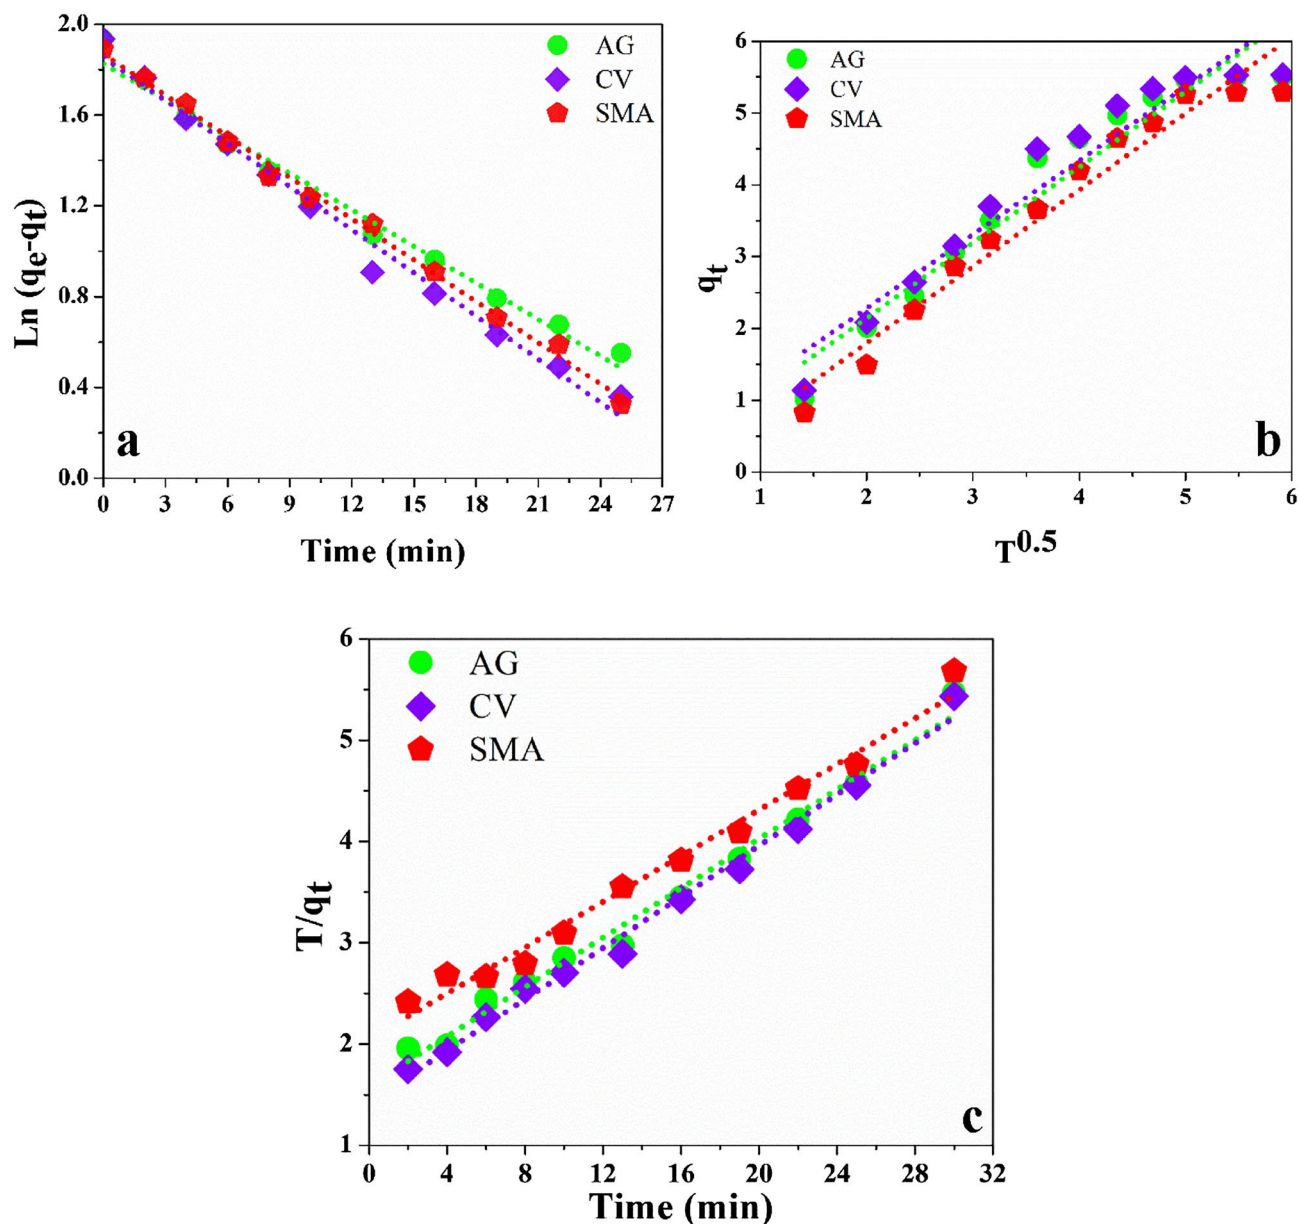 2.0
1.6
1.2
0.8
0.4
0.0
Ln (qe-qt)
AG
CV
SMA
a
0 3 6 9 12 15 18 21 24 27
Time (min)
6
5
4
3
2
1
0
qt
AG
CV
SMA
b
1 2 3 4 5 6
T0.5
6
5
4
3
2
1
T/qt
AG
CV
SMA
c
0 4 8 12 16 20 24 28 32
Time (min)